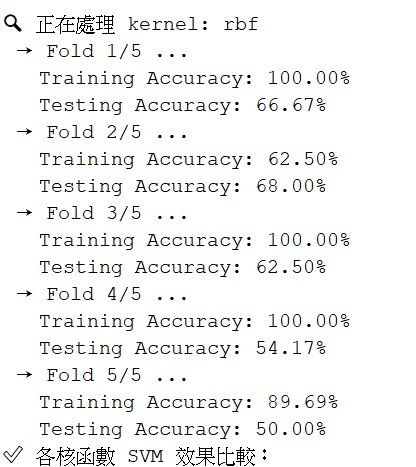 🔍 正在處理 kernel: rbf
→ Fold 1/5 ...
Training Accuracy: 100.00%
Testing Accuracy: 66.67%
→ Fold 2/5 ...
Training Accuracy: 62.50%
Testing Accuracy: 68.00%
→ Fold 3/5 ...
Training Accuracy: 100.00%
Testing Accuracy: 62.50%
→ Fold 4/5 ...
Training Accuracy: 100.00%
Testing Accuracy: 54.17%
→ Fold 5/5 ...
Training Accuracy: 89.69%
Testing Accuracy: 50.00%
✅ 各核函數 SVM 效果比較：